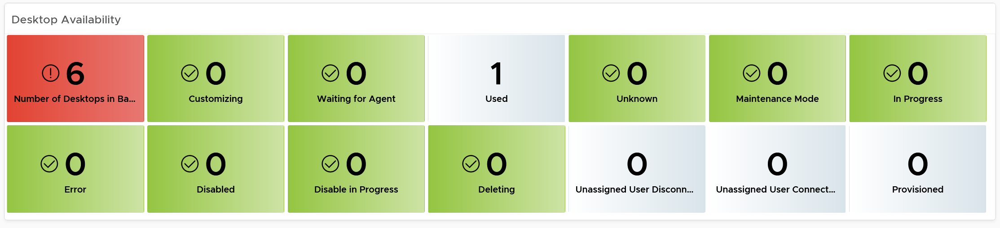 Desktop Availability
6
Number of Desktops in Ba...
0
Customizing
0
Waiting for Agent
1
Used
0
Unknown
0
Maintenance Mode
0
In Progress
0
Error
0
Disabled
0
Disable in Progress
0
Deleting
0
Unassigned User Disconn...
0
Unassigned User Connect...
0
Provisioned